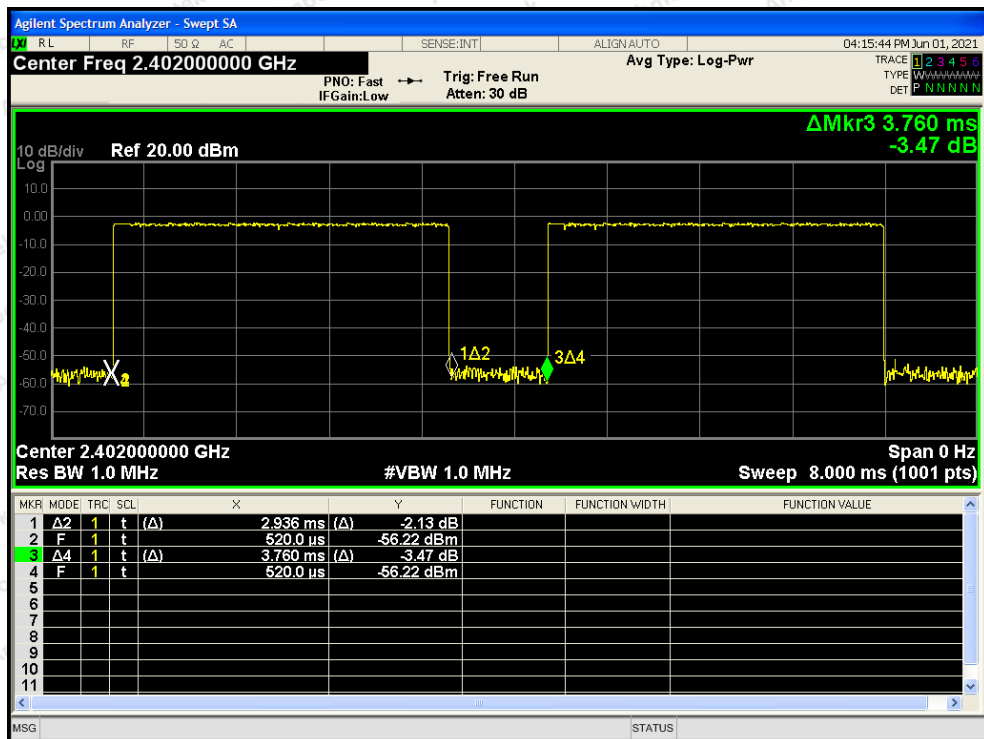 Agilent Spectrum Analyzer - Swept SA
LXI RL RF 50 Ω AC SENSE:INT ALIGN AUTO 04:15:44 PM Jun 01, 2021
Center Freq 2.402000000 GHz
PNO: Fast
IFGain:Low
Trig: Free Run
Atten: 30 dB
Avg Type: Log-Pwr
TRACE 1 2 3 4 5 6
TYPE W
DET P N N N N N
ΔMkr3 3.760 ms
-3.47 dB
10 dB/div Ref 20.00 dBm
Log
10.0
0.00
-10.0
-20.0
-30.0
-40.0
-50.0
-60.0
-70.0
1Δ2
3Δ4
Center 2.402000000 GHz Span 0 Hz
Res BW 1.0 MHz #VBW 1.0 MHz Sweep 8.000 ms (1001 pts)
MKR MODE TRC SCL X Y FUNCTION FUNCTION WIDTH FUNCTION VALUE
1 Δ2 1 t (Δ) 2.936 ms (Δ) -2.13 dB
2 F 1 t 520.0 µs -56.22 dBm
3 Δ4 1 t (Δ) 3.760 ms (Δ) -3.47 dB
4 F 1 t 520.0 µs -56.22 dBm
5
6
7
8
9
10
11
MSG STATUS